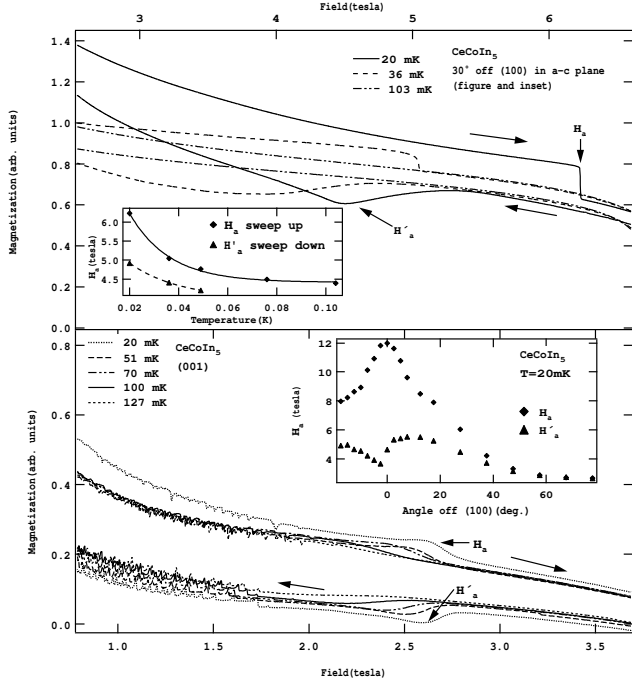 Field(tesla)
3 4 5 6
1.4
1.2
1.0
0.8
0.6
0.4
0.2
0.0
Magnetization(arb. units)
20 mK
36 mK
103 mK
CeCoIn5
30° off (100) in a-c plane
(figure and inset)
Ha
H´a
6.0
5.5
5.0
4.5
Ha(tesla)
Ha sweep up
H'a sweep down
0.02 0.04 0.06 0.08 0.10
Temperature(K)
0.8
0.6
0.4
0.2
0.0
Magnetization(arb. units)
20 mK
51 mK
70 mK
100 mK
127 mK
CeCoIn5
(001)
12
10
8
6
4
Ha (tesla)
CeCoIn5
T=20mK
Ha
H´a
0 20 40 60
Angle off (100)(deg.)
Ha
H´a
1.0 1.5 2.0 2.5 3.0 3.5
Field(tesla)